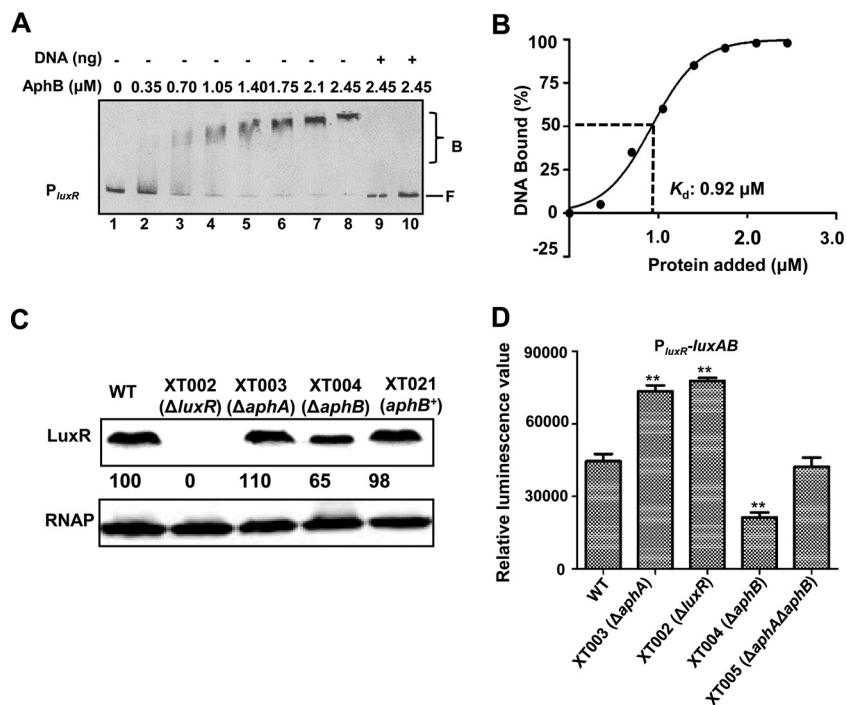 A
DNA (ng) - - - - - - - - + +
AphB (µM) 0 0.35 0.70 1.05 1.40 1.75 2.1 2.45 2.45 2.45
B
PluxR
F
1 2 3 4 5 6 7 8 9 10
B
DNA Bound (%)
100
75
50
25
0
-25
Kd: 0.92 µM
1.0 2.0 3.0
Protein added (µM)
C
WT XT002 (ΔluxR) XT003 (ΔaphA) XT004 (ΔaphB) XT021 (aphB+)
LuxR
100 0 110 65 98
RNAP
D
PluxR-luxAB
Relative luminescence value
90000
60000
30000
0
** ** **
WT
XT003 (ΔaphA)
XT002 (ΔluxR)
XT004 (ΔaphB)
XT005 (ΔaphAΔaphB)